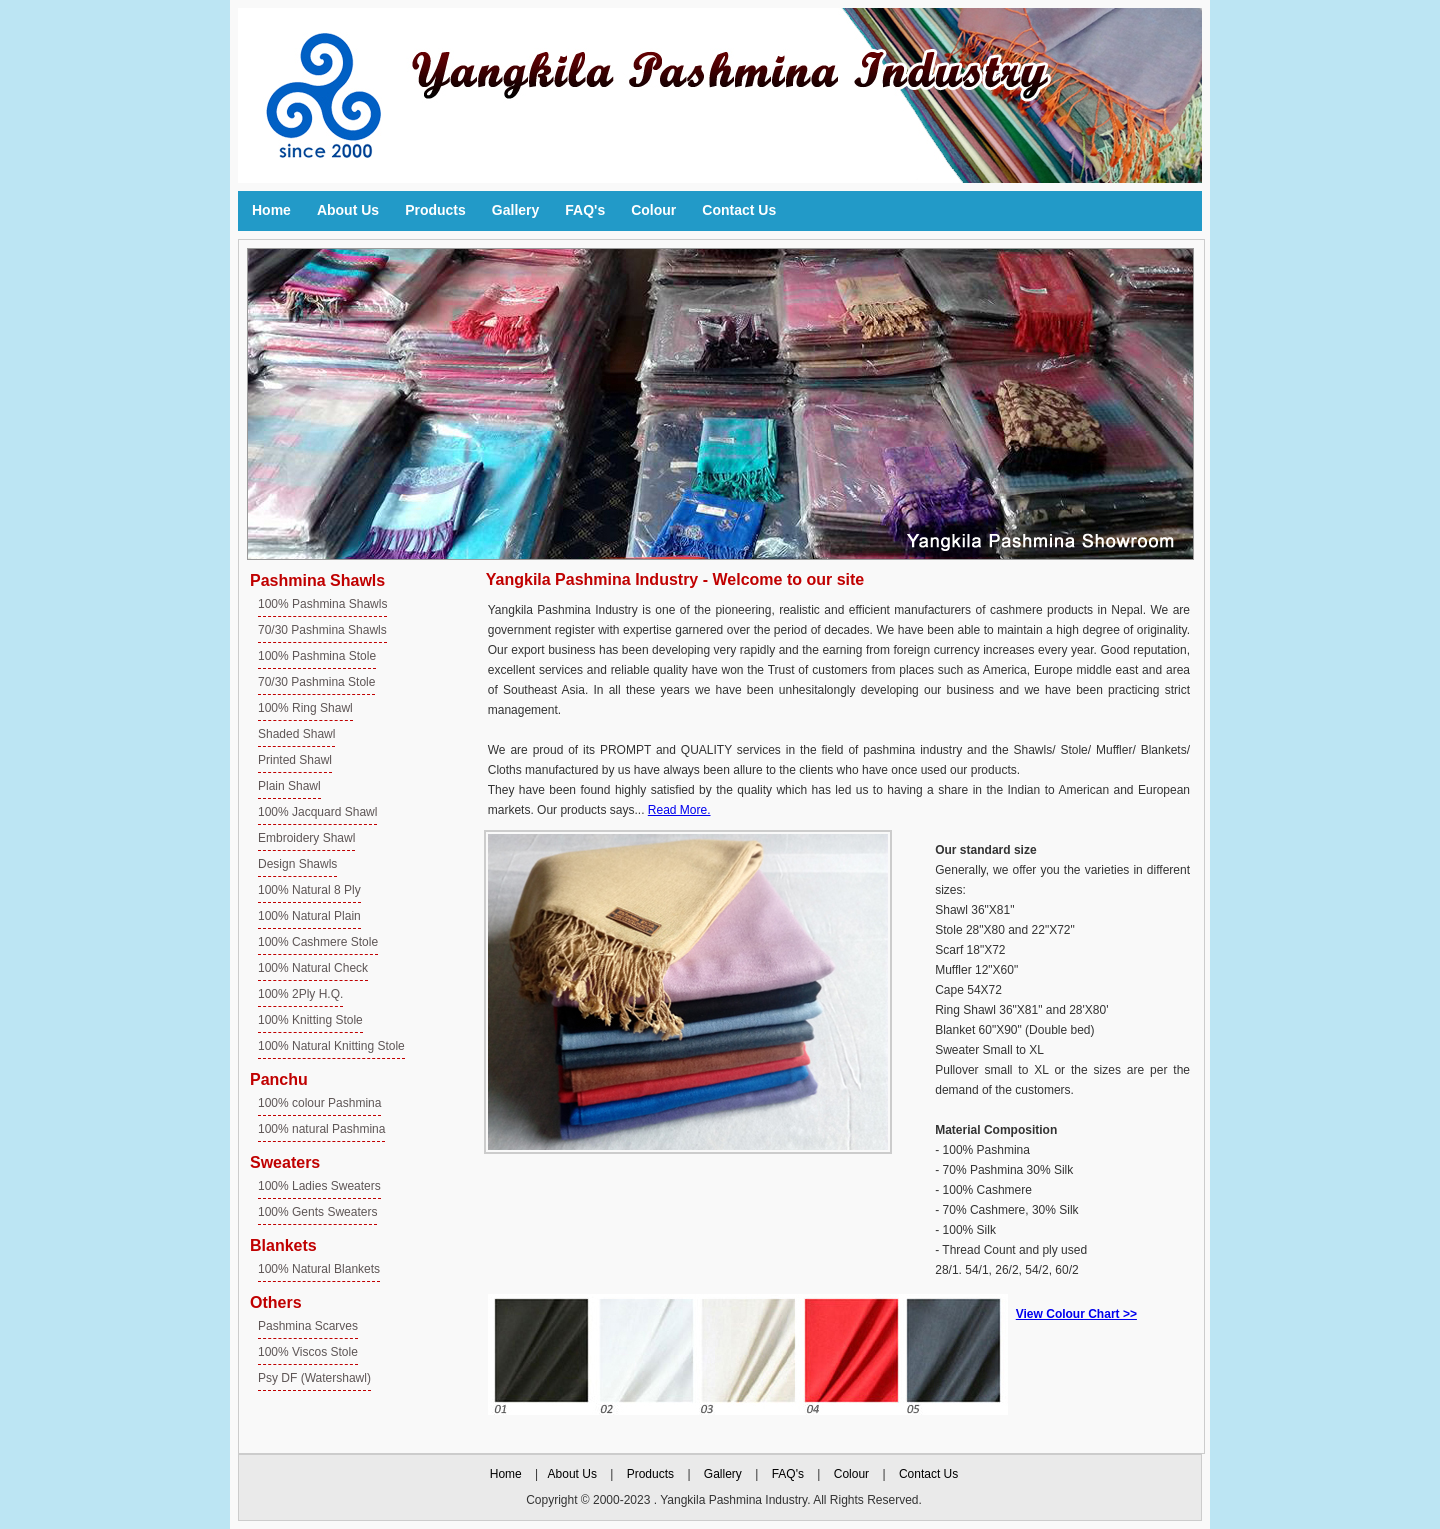 Yangkila Pashmina Industry
since 2000
Home About Us Products Gallery FAQ's Colour Contact Us
Yangkila Pashmina Showroom
Pashmina Shawls
100% Pashmina Shawls
70/30 Pashmina Shawls
100% Pashmina Stole
70/30 Pashmina Stole
100% Ring Shawl
Shaded Shawl
Printed Shawl
Plain Shawl
100% Jacquard Shawl
Embroidery Shawl
Design Shawls
100% Natural 8 Ply
100% Natural Plain
100% Cashmere Stole
100% Natural Check
100% 2Ply H.Q.
100% Knitting Stole
100% Natural Knitting Stole
Panchu
100% colour Pashmina
100% natural Pashmina
Sweaters
100% Ladies Sweaters
100% Gents Sweaters
Blankets
100% Natural Blankets
Others
Pashmina Scarves
100% Viscos Stole
Psy DF (Watershawl)
Yangkila Pashmina Industry - Welcome to our site
Yangkila Pashmina Industry is one of the pioneering, realistic and efficient manufacturers of cashmere products in Nepal. We are
government register with expertise garnered over the period of decades. We have been able to maintain a high degree of originality.
Our export business has been developing very rapidly and the earning from foreign currency increases every year. Good reputation,
excellent services and reliable quality have won the Trust of customers from places such as America, Europe middle east and area
of Southeast Asia. In all these years we have been unhesitalongly developing our business and we have been practicing strict
management.
We are proud of its PROMPT and QUALITY services in the field of pashmina industry and the Shawls/ Stole/ Muffler/ Blankets/
Cloths manufactured by us have always been allure to the clients who have once used our products.
They have been found highly satisfied by the quality which has led us to having a share in the Indian to American and European
markets. Our products says... Read More.
Our standard size
Generally, we offer you the varieties in different
sizes:
Shawl 36"X81"
Stole 28"X80 and 22"X72"
Scarf 18"X72
Muffler 12"X60"
Cape 54X72
Ring Shawl 36"X81" and 28'X80'
Blanket 60"X90" (Double bed)
Sweater Small to XL
Pullover small to XL or the sizes are per the
demand of the customers.
Material Composition
- 100% Pashmina
- 70% Pashmina 30% Silk
- 100% Cashmere
- 70% Cashmere, 30% Silk
- 100% Silk
- Thread Count and ply used
28/1. 54/1, 26/2, 54/2, 60/2
01 02 03 04 05
View Colour Chart >>
Home | About Us | Products | Gallery | FAQ's | Colour | Contact Us
Copyright © 2000-2023 . Yangkila Pashmina Industry. All Rights Reserved.